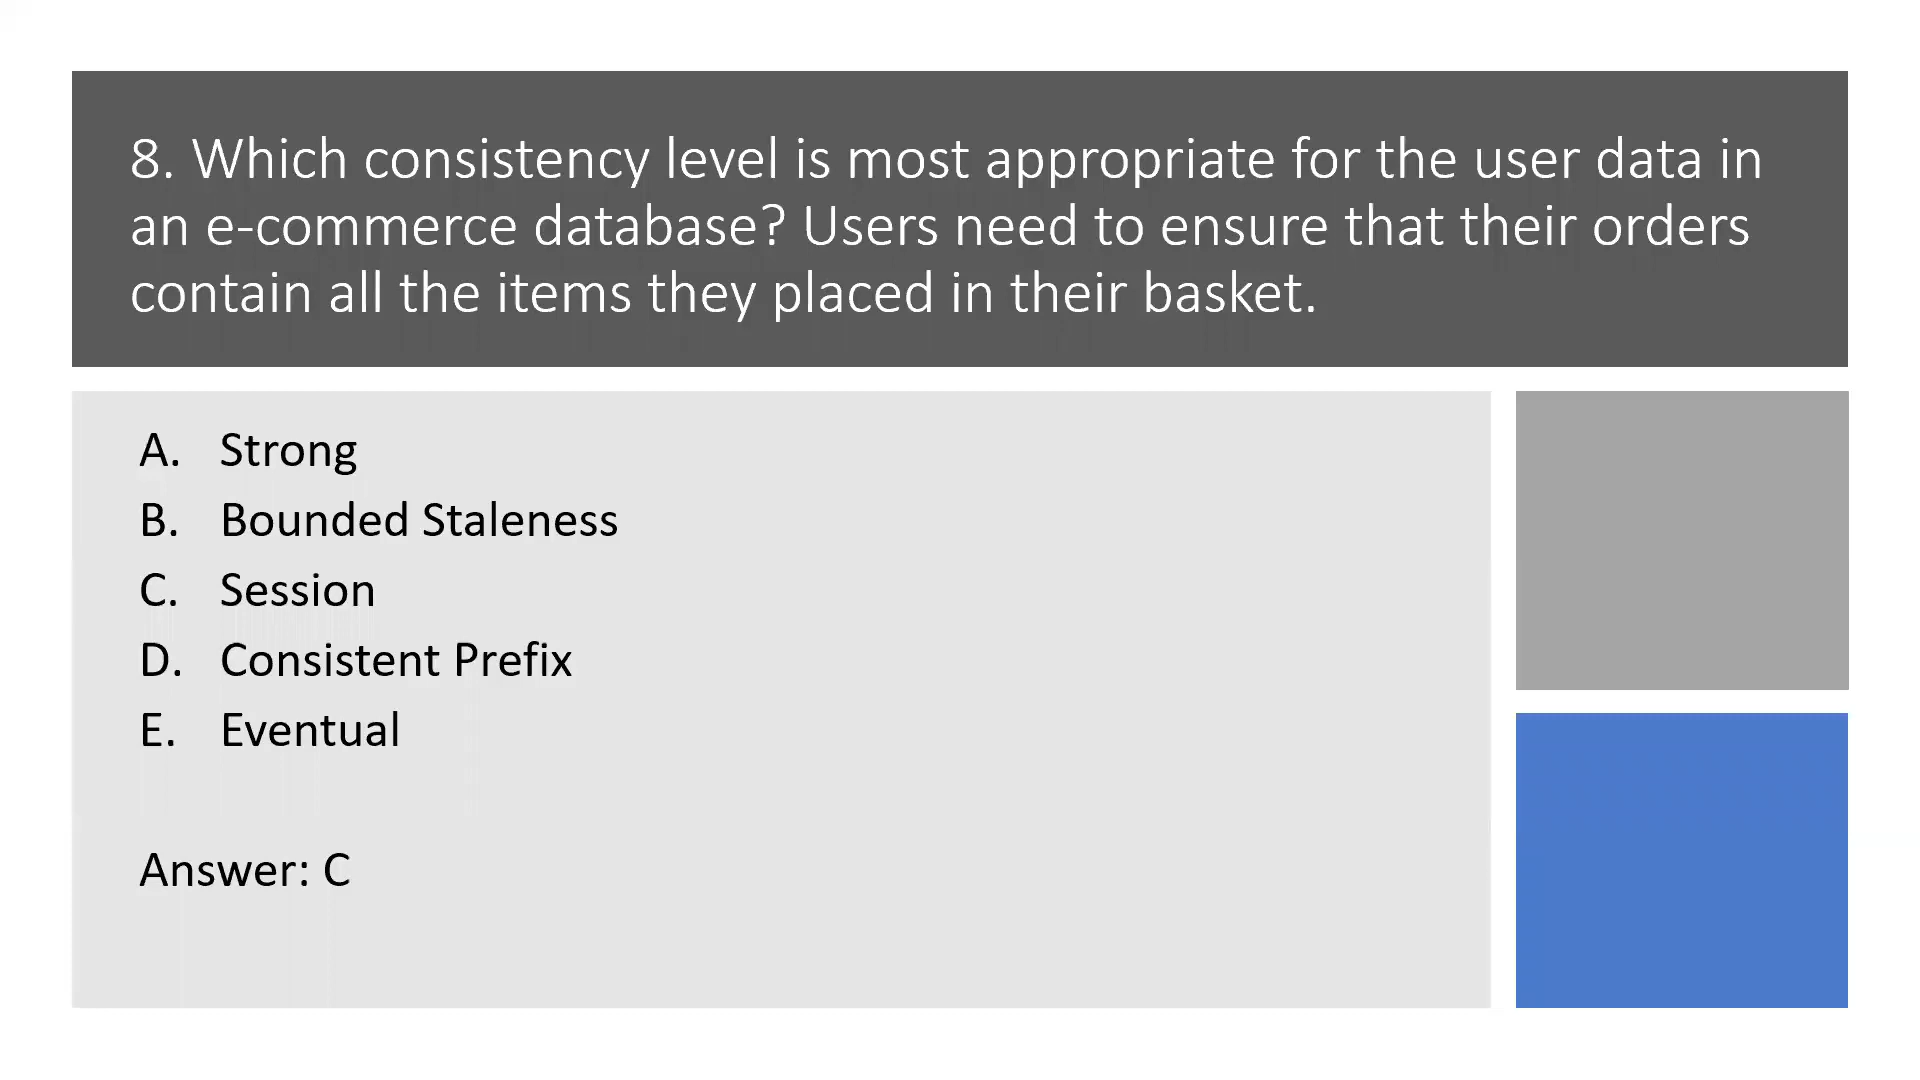 8. Which consistency level is most appropriate for the user data in
an e-commerce database? Users need to ensure that their orders
contain all the items they placed in their basket.
A. Strong
B. Bounded Staleness
C. Session
D. Consistent Prefix
E. Eventual
Answer: C